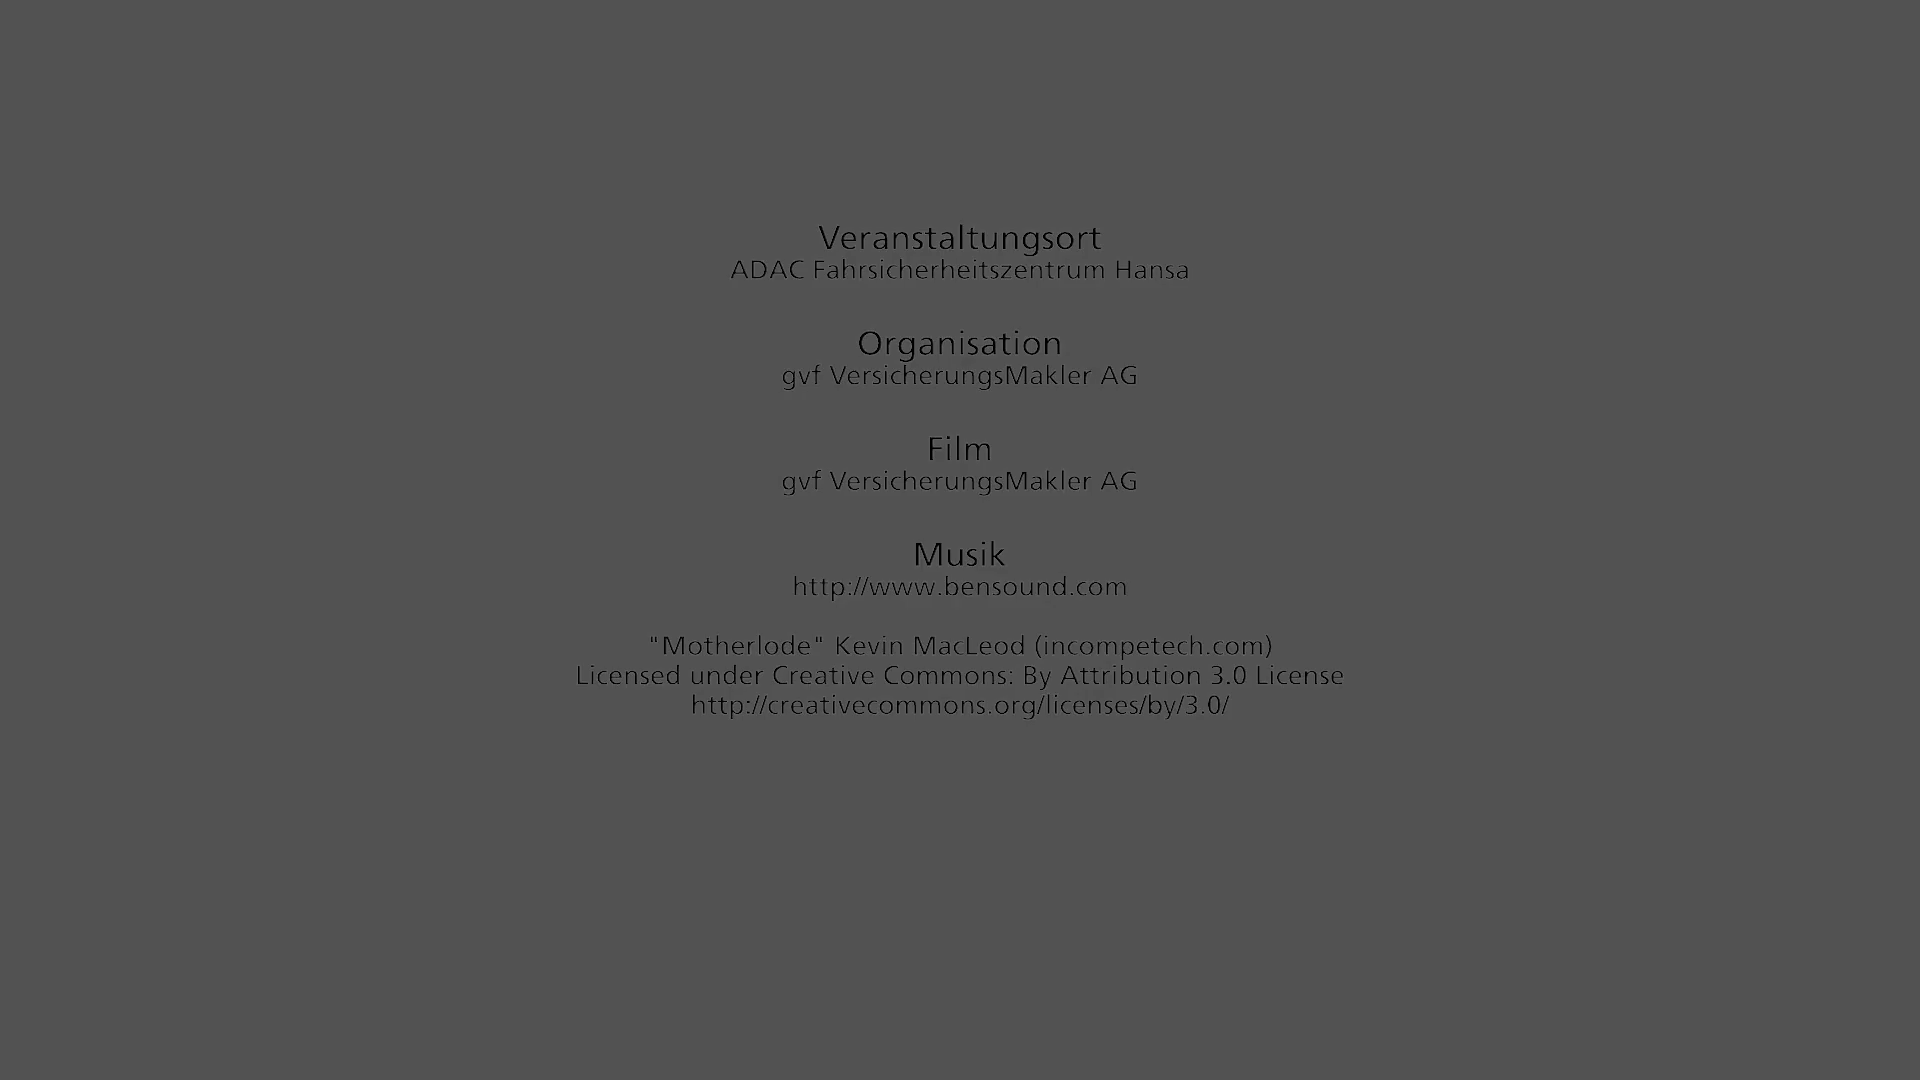 Veranstaltungsort
ADAC Fahrsicherheitszentrum Hansa
Organisation
gvf VersicherungsMakler AG
Film
gvf VersicherungsMakler AG
Musik
http://www.bensound.com
"Motherlode" Kevin MacLeod (incompetech.com)
Licensed under Creative Commons: By Attribution 3.0 License
http://creativecommons.org/licenses/by/3.0/